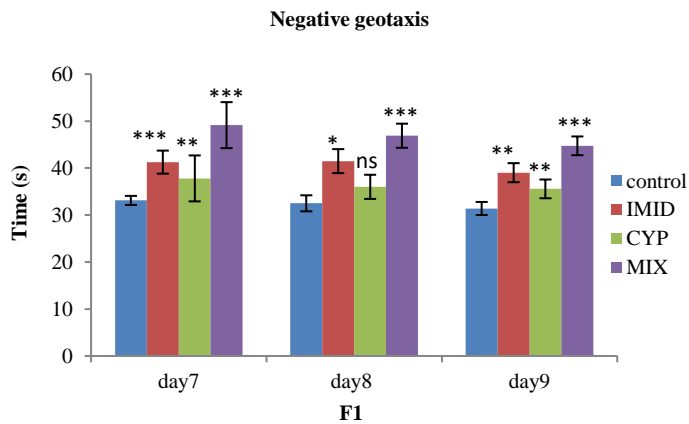 Negative geotaxis
Time (s)
60
50
40
30
20
10
0
*** ** ***
* ns ***
** ** ***
day7 day8 day9
F1
control
IMID
CYP
MIX